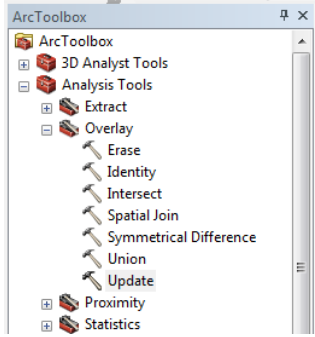 ArcToolbox
ArcToolbox
3D Analyst Tools
Analysis Tools
Extract
Overlay
Erase
Identity
Intersect
Spatial Join
Symmetrical Difference
Union
Update
Proximity
Statistics